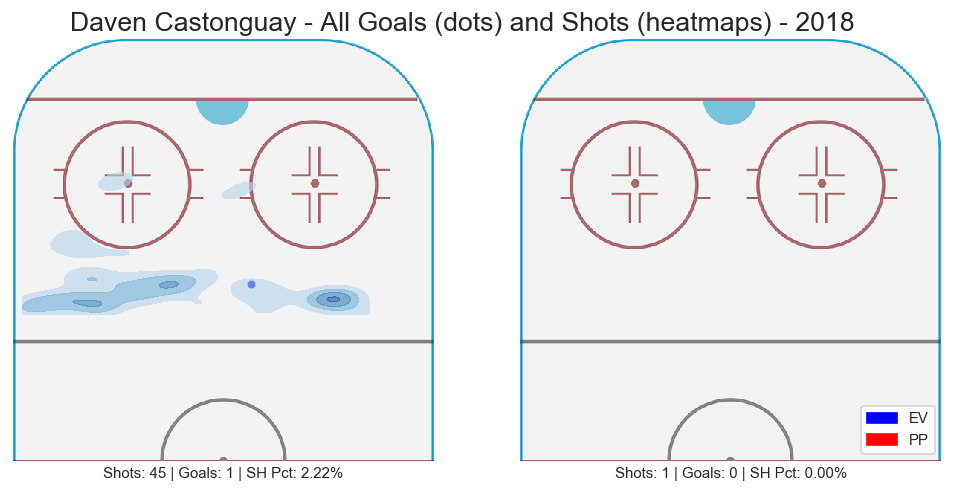 Daven Castonguay - All Goals (dots) and Shots (heatmaps) - 2018
EV
PP
Shots: 45 | Goals: 1 | SH Pct: 2.22%
Shots: 1 | Goals: 0 | SH Pct: 0.00%